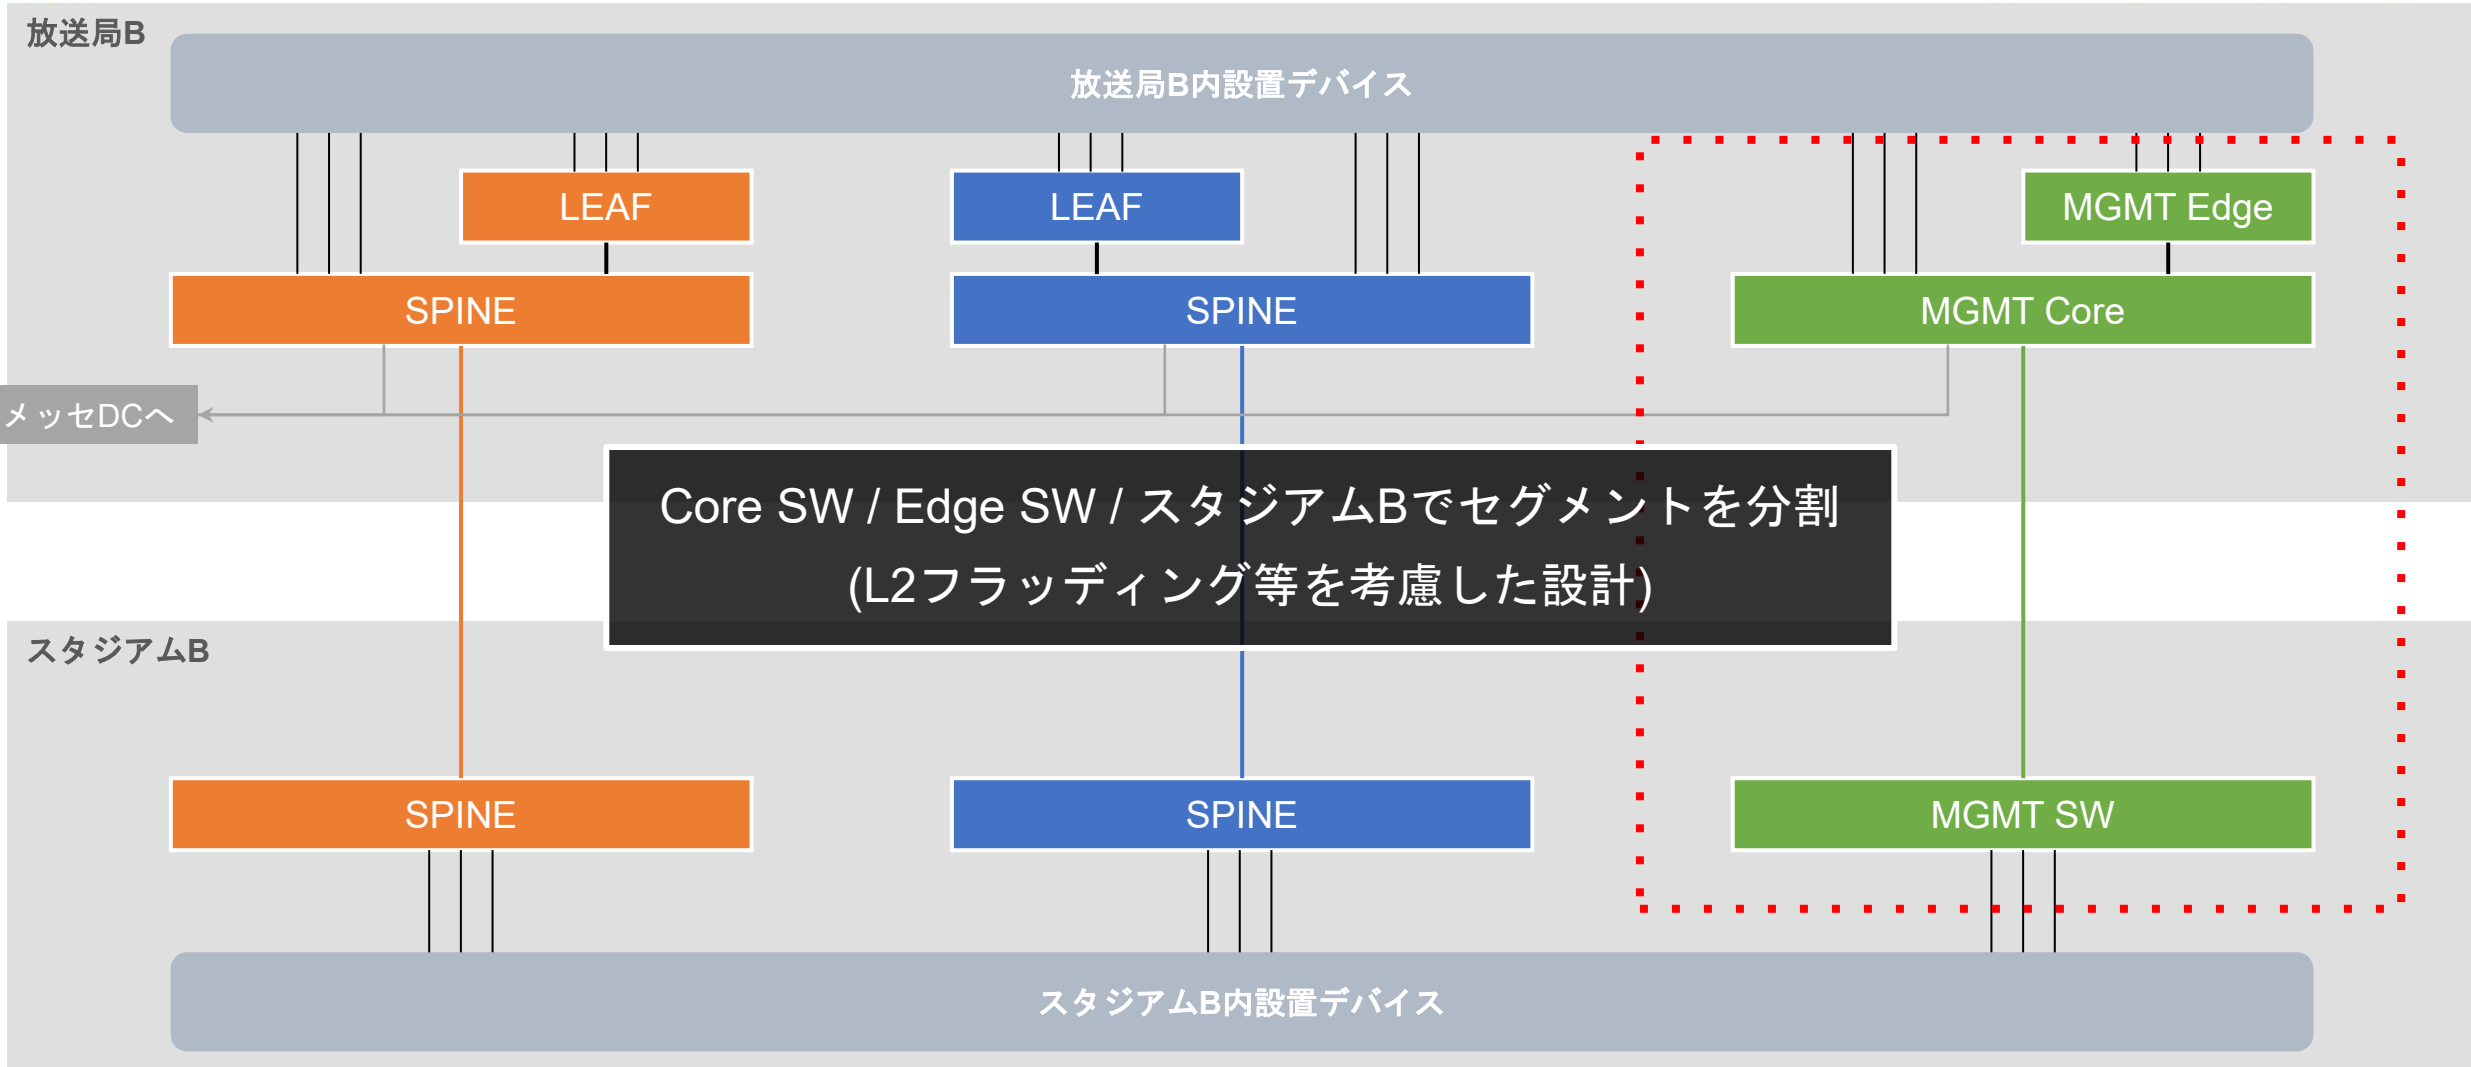 放送局B
放送局B内設置デバイス
LEAF
LEAF
MGMT Edge
SPINE
SPINE
MGMT Core
メッセDCへ
Core SW / Edge SW / スタジアムBでセグメントを分割
(L2フラッディング等を考慮した設計)
スタジアムB
SPINE
SPINE
MGMT SW
スタジアムB内設置デバイス